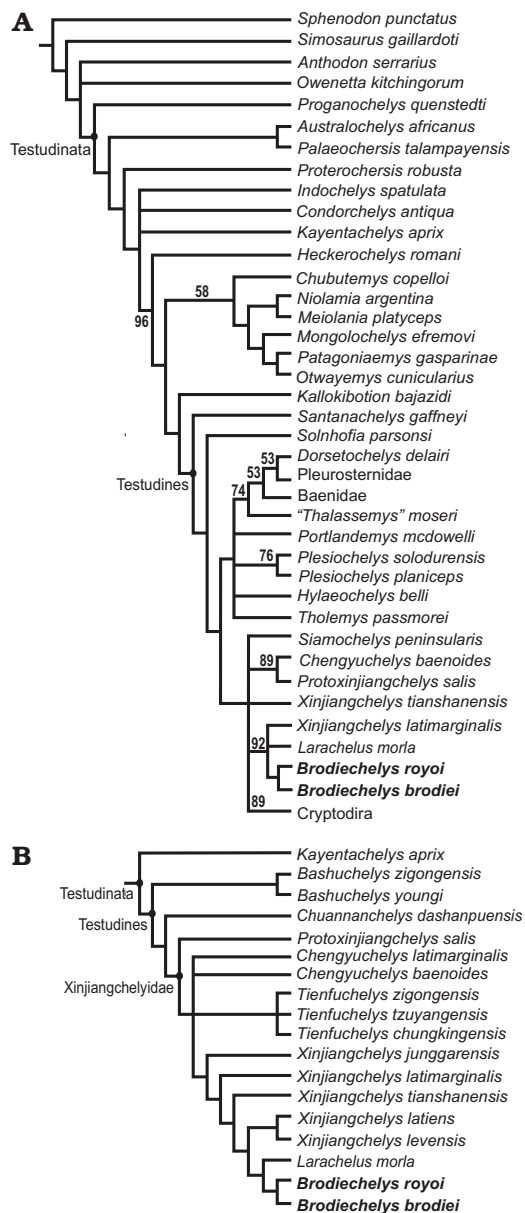 A
Sphenodon punctatus
Simosaurus gaillardoti
Anthodon serrarius
Owenetta kitchingorum
Proganochelys quenstedti
Testudinata
Australochelys africanus
Palaeochersis talampayensis
Proterochersis robusta
Indochelys spatulata
Condorchelys antiqua
Kayentachelys aprix
Heckerochelys romani
96
58
Chubutemys copelloi
Niolamia argentina
Meiolania platyceps
Mongolochelys efremovi
Patagoniaemys gasparinae
Otwayemys cunicularius
Kallokibotion bajazidi
Santanachelys gaffneyi
Testudines
Solnhofia parsonsi
53
Dorsetochelys delairi
53
Pleurosternidae
74
Baenidae
“Thalassemys” moseri
Portlandemys mcdowelli
76
Plesiochelys solodurensis
Plesiochelys planiceps
Hylaeochelys belli
Tholemys passmorei
Siamochelys peninsularis
89
Chengyuchelys baenoides
Protoxinjiangchelys salis
Xinjiangchelys tianshanensis
Xinjiangchelys latimarginalis
92
Larachelus morla
Brodiechelys royoi
Brodiechelys brodiei
89
Cryptodira
B
Kayentachelys aprix
Testudinata
Bashuchelys zigongensis
Bashuchelys youngi
Testudines
Chuannanchelys dashanpuensis
Protoxinjiangchelys salis
Chengyuchelys latimarginalis
Chengyuchelys baenoides
Xinjiangchelyidae
Tienfuchelys zigongensis
Tienfuchelys tzuyangensis
Tienfuchelys chungkingensis
Xinjiangchelys junggarensis
Xinjiangchelys latimarginalis
Xinjiangchelys tianshanensis
Xinjiangchelys latiens
Xinjiangchelys levensis
Larachelus morla
Brodiechelys royoi
Brodiechelys brodiei